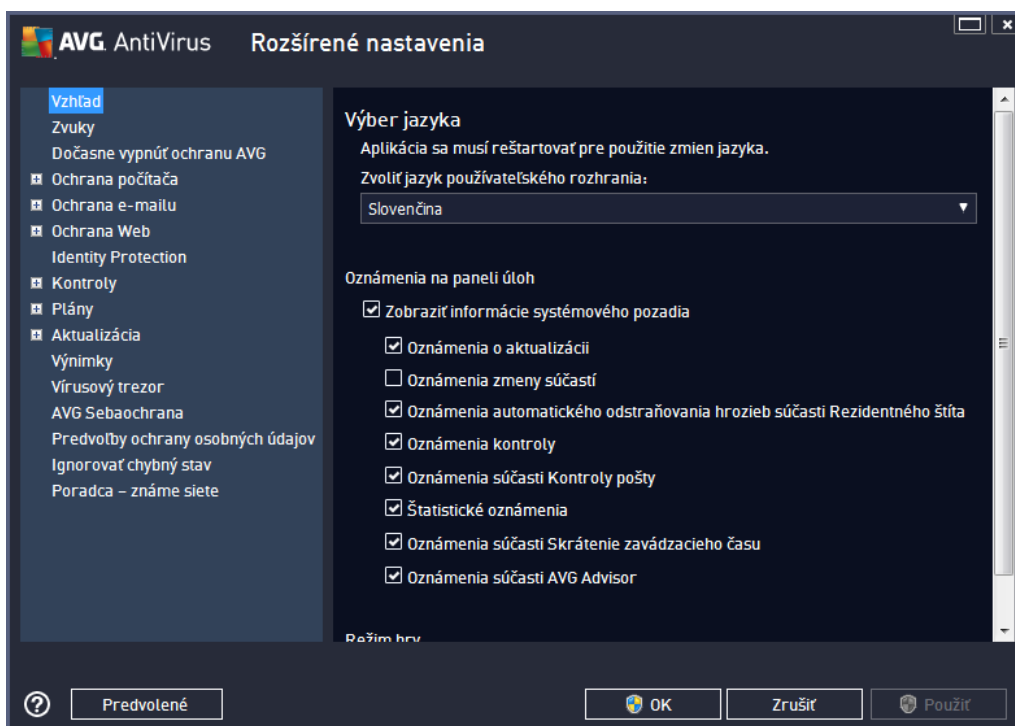 AVG. AntiVirus Rozšírené nastavenia
Vzhľad
Zvuky
Dočasne vypnúť ochranu AVG
Ochrana počítača
Ochrana e-mailu
Ochrana Web
Identity Protection
Kontroly
Plány
Aktualizácia
Výnimky
Vírusový trezor
AVG Sebaochrana
Predvoľby ochrany osobných údajov
Ignorovať chybný stav
Poradca – známe siete
Výber jazyka
Aplikácia sa musí reštartovať pre použitie zmien jazyka.
Zvoliť jazyk používateľského rozhrania:
Slovenčina
Oznámenia na paneli úloh
Zobraziť informácie systémového pozadia
Oznámenia o aktualizácii
Oznámenia zmeny súčastí
Oznámenia automatického odstraňovania hrozieb súčasti Rezidentného štíta
Oznámenia kontroly
Oznámenia súčasti Kontroly pošty
Štatistické oznámenia
Oznámenia súčasti Skrátenie zavádzacieho času
Oznámenia súčasti AVG Advisor
Režim hry
Predvolené
OK
Zrušiť
Použiť